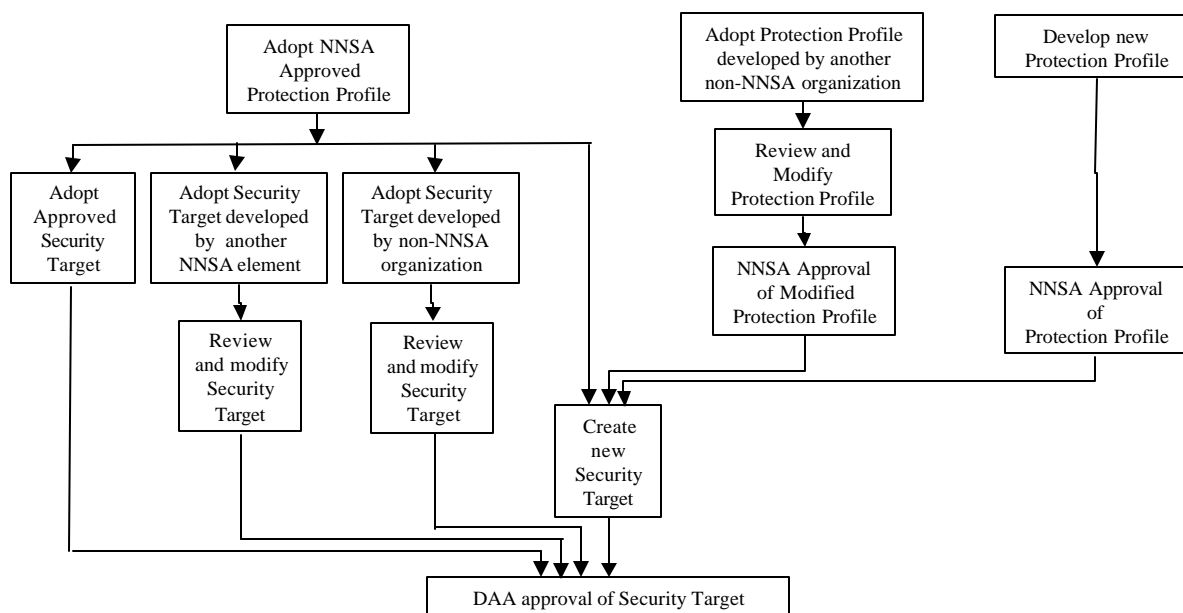 Adopt NNSA
Approved
Protection Profile
Adopt Protection Profile
developed by another
non-NNSA organization
Develop new
Protection Profile
Review and
Modify
Protection Profile
Adopt
Approved
Security
Target
Adopt Security
Target developed
by another
NNSA element
Adopt Security
Target developed
by non-NNSA
organization
NNSA Approval
of Modified
Protection Profile
NNSA Approval
of
Protection Profile
Review
and modify
Security
Target
Review
and modify
Security
Target
Create
new
Security
Target
DAA approval of Security Target